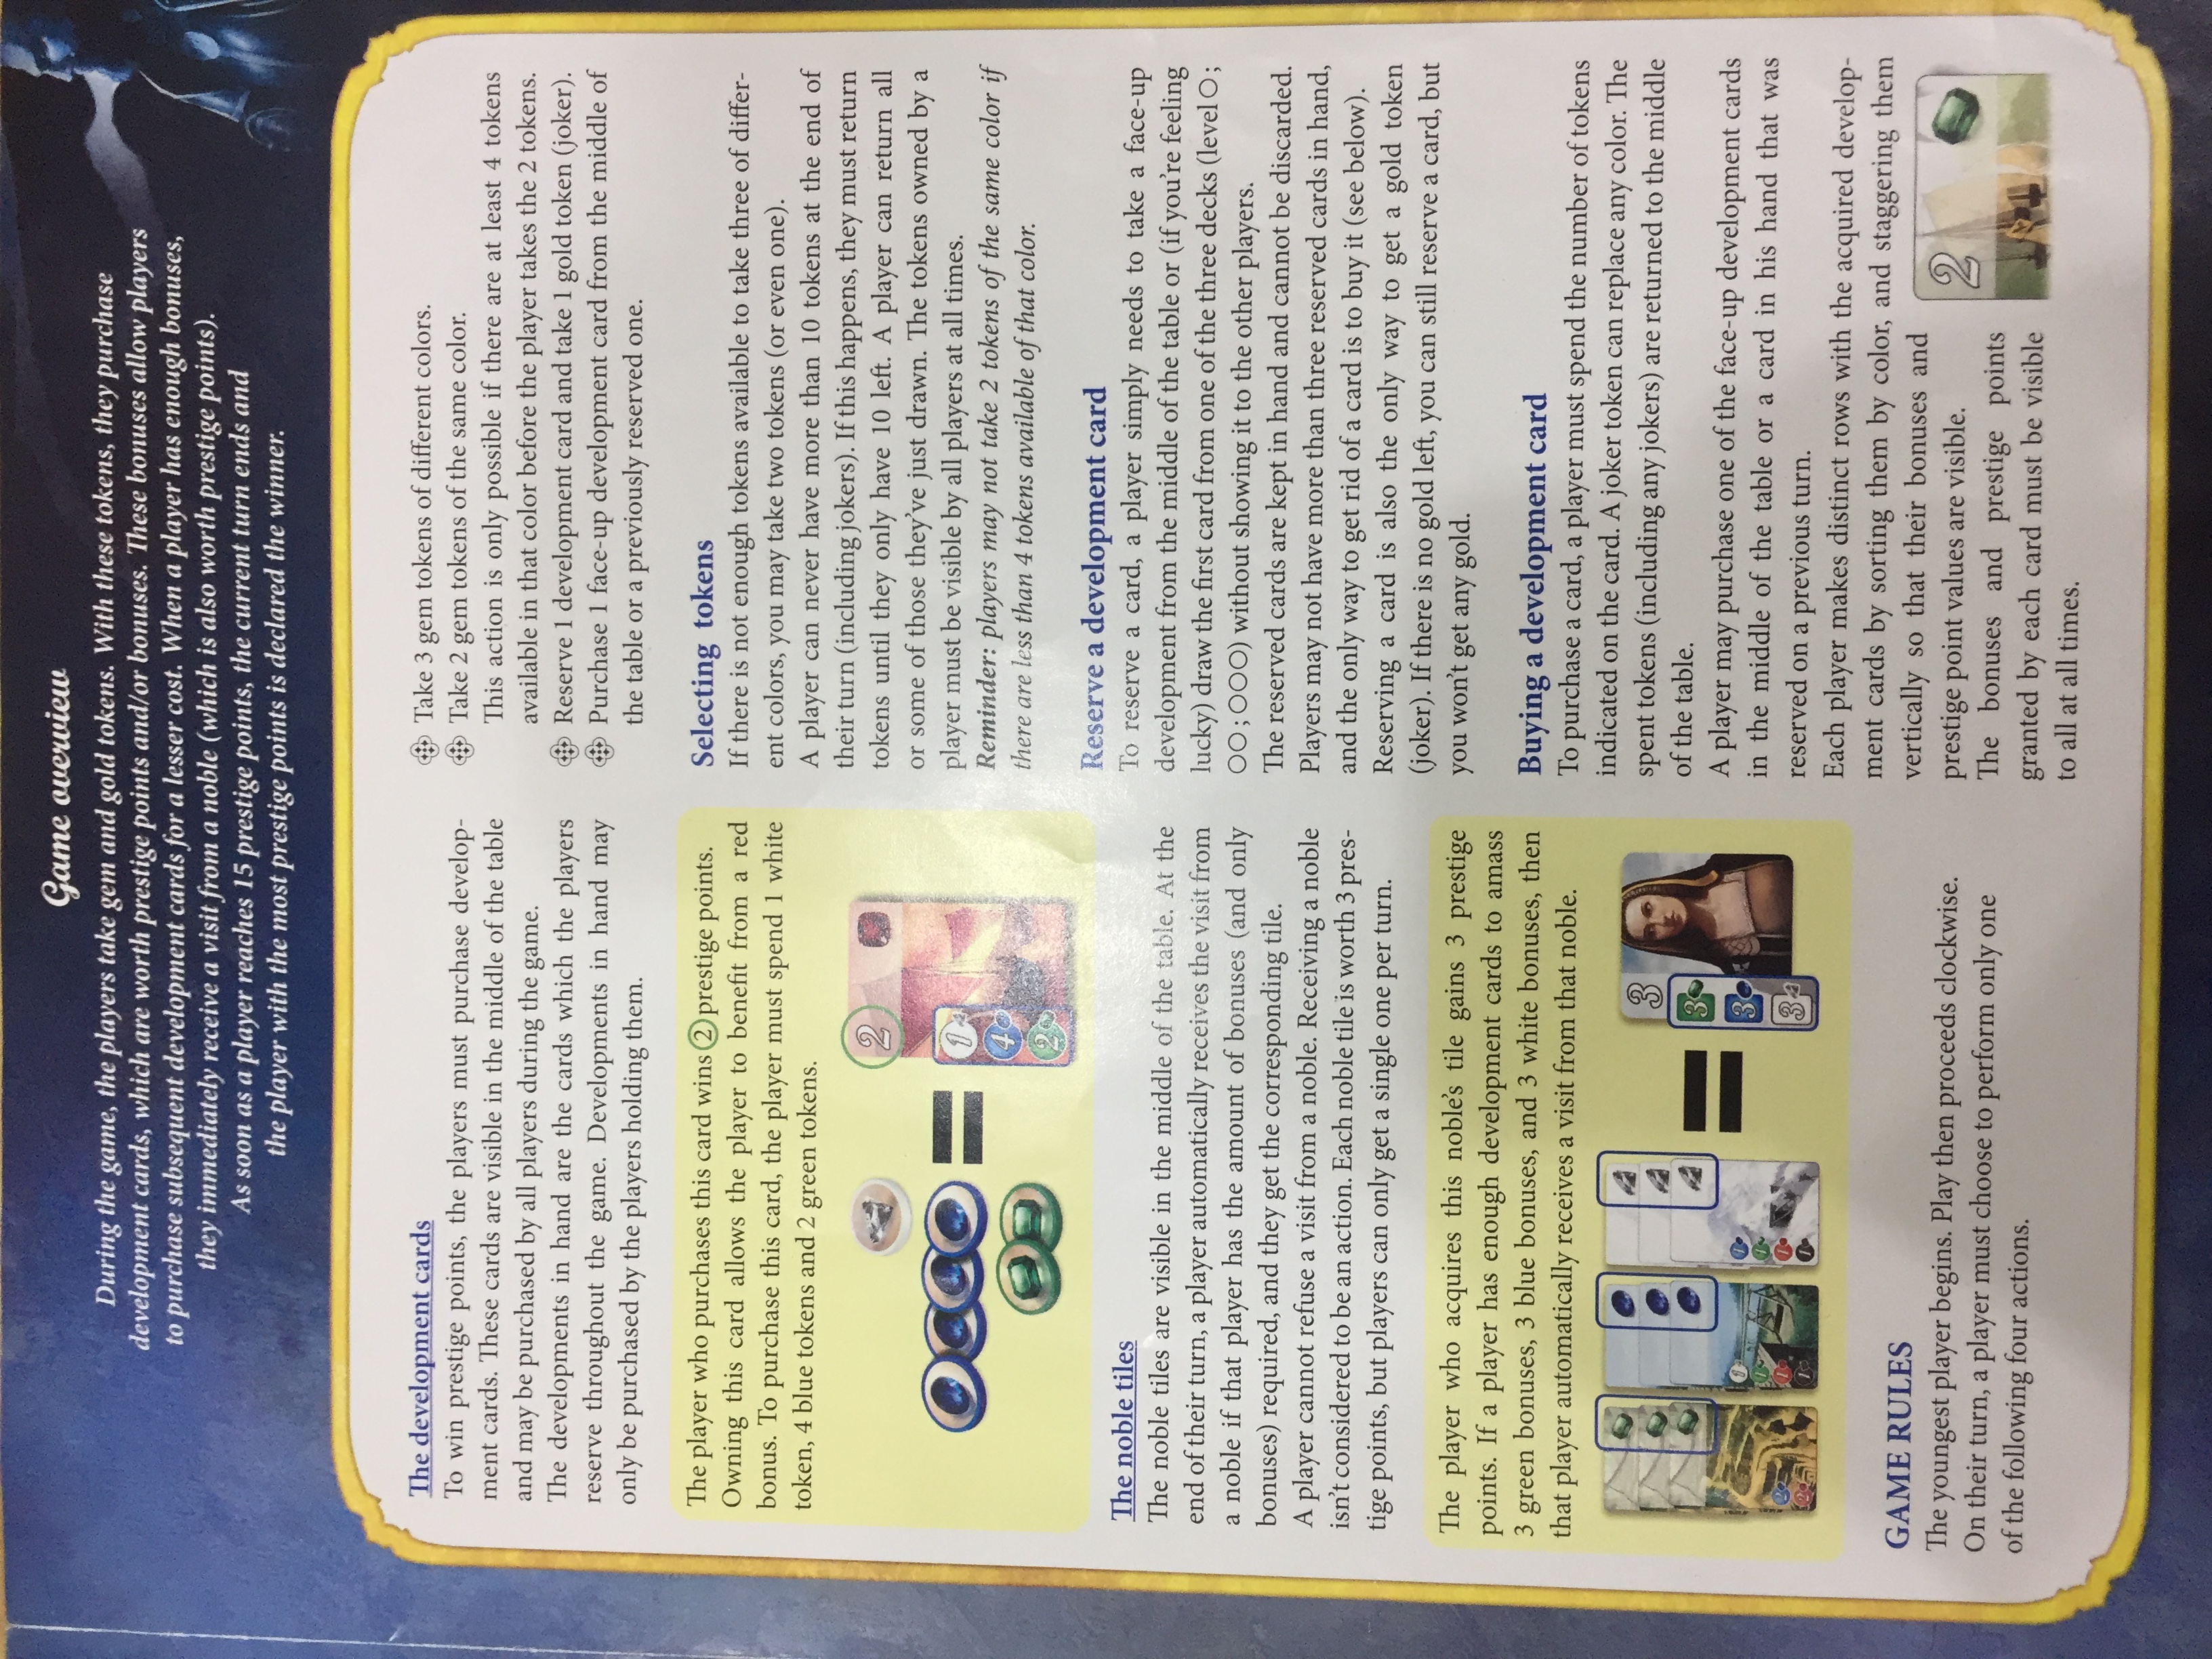 Game overview
During the game, the players take gem and gold tokens. With these tokens, they purchase
development cards, which are worth prestige points and/or bonuses. These bonuses allow players
to purchase subsequent development cards for a lesser cost. When a player has enough bonuses,
they immediately receive a visit from a noble (which is also worth prestige points).
As soon as a player reaches 15 prestige points, the current turn ends and
the player with the most prestige points is declared the winner.
The development cards
To win prestige points, the players must purchase develop-
ment cards. These cards are visible in the middle of the table
and may be purchased by all players during the game.
The developments in hand are the cards which the players
reserve throughout the game. Developments in hand may
only be purchased by the players holding them.
The player who purchases this card wins 2 prestige points.
Owning this card allows the player to benefit from a red
bonus. To purchase this card, the player must spend 1 white
token, 4 blue tokens and 2 green tokens.
2
1
4
2
The noble tiles
The noble tiles are visible in the middle of the table. At the
end of their turn, a player automatically receives the visit from
a noble if that player has the amount of bonuses (and only
bonuses) required, and they get the corresponding tile.
A player cannot refuse a visit from a noble. Receiving a noble
isn't considered to be an action. Each noble tile is worth 3 pres-
tige points, but players can only get a single one per turn.
The player who acquires this noble's tile gains 3 prestige
points. If a player has enough development cards to amass
3 green bonuses, 3 blue bonuses, and 3 white bonuses, then
that player automatically receives a visit from that noble.
2
2
1
1
1
1
1
1
1
1
3
3
3
3
GAME RULES
The youngest player begins. Play then proceeds clockwise.
On their turn, a player must choose to perform only one
of the following four actions.
Take 3 gem tokens of different colors.
Take 2 gem tokens of the same color.
This action is only possible if there are at least 4 tokens
available in that color before the player takes the 2 tokens.
Reserve 1 development card and take 1 gold token (joker).
Purchase 1 face-up development card from the middle of
the table or a previously reserved one.
Selecting tokens
If there is not enough tokens available to take three of differ-
ent colors, you may take two tokens (or even one).
A player can never have more than 10 tokens at the end of
their turn (including jokers). If this happens, they must return
tokens until they only have 10 left. A player can return all
or some of those they've just drawn. The tokens owned by a
player must be visible by all players at all times.
Reminder: players may not take 2 tokens of the same color if
there are less than 4 tokens available of that color.
Reserve a development card
To reserve a card, a player simply needs to take a face-up
development from the middle of the table or (if you're feeling
lucky) draw the first card from one of the three decks (level O ;
OO ; OOO) without showing it to the other players.
The reserved cards are kept in hand and cannot be discarded.
Players may not have more than three reserved cards in hand,
and the only way to get rid of a card is to buy it (see below).
Reserving a card is also the only way to get a gold token
(joker). If there is no gold left, you can still reserve a card, but
you won't get any gold.
Buying a development card
To purchase a card, a player must spend the number of tokens
indicated on the card. A joker token can replace any color. The
spent tokens (including any jokers) are returned to the middle
of the table.
A player may purchase one of the face-up development cards
in the middle of the table or a card in his hand that was
reserved on a previous turn.
Each player makes distinct rows with the acquired develop-
ment cards by sorting them by color, and staggering them
vertically so that their bonuses and
prestige point values are visible.
The bonuses and prestige points
granted by each card must be visible
to all at all times.
2